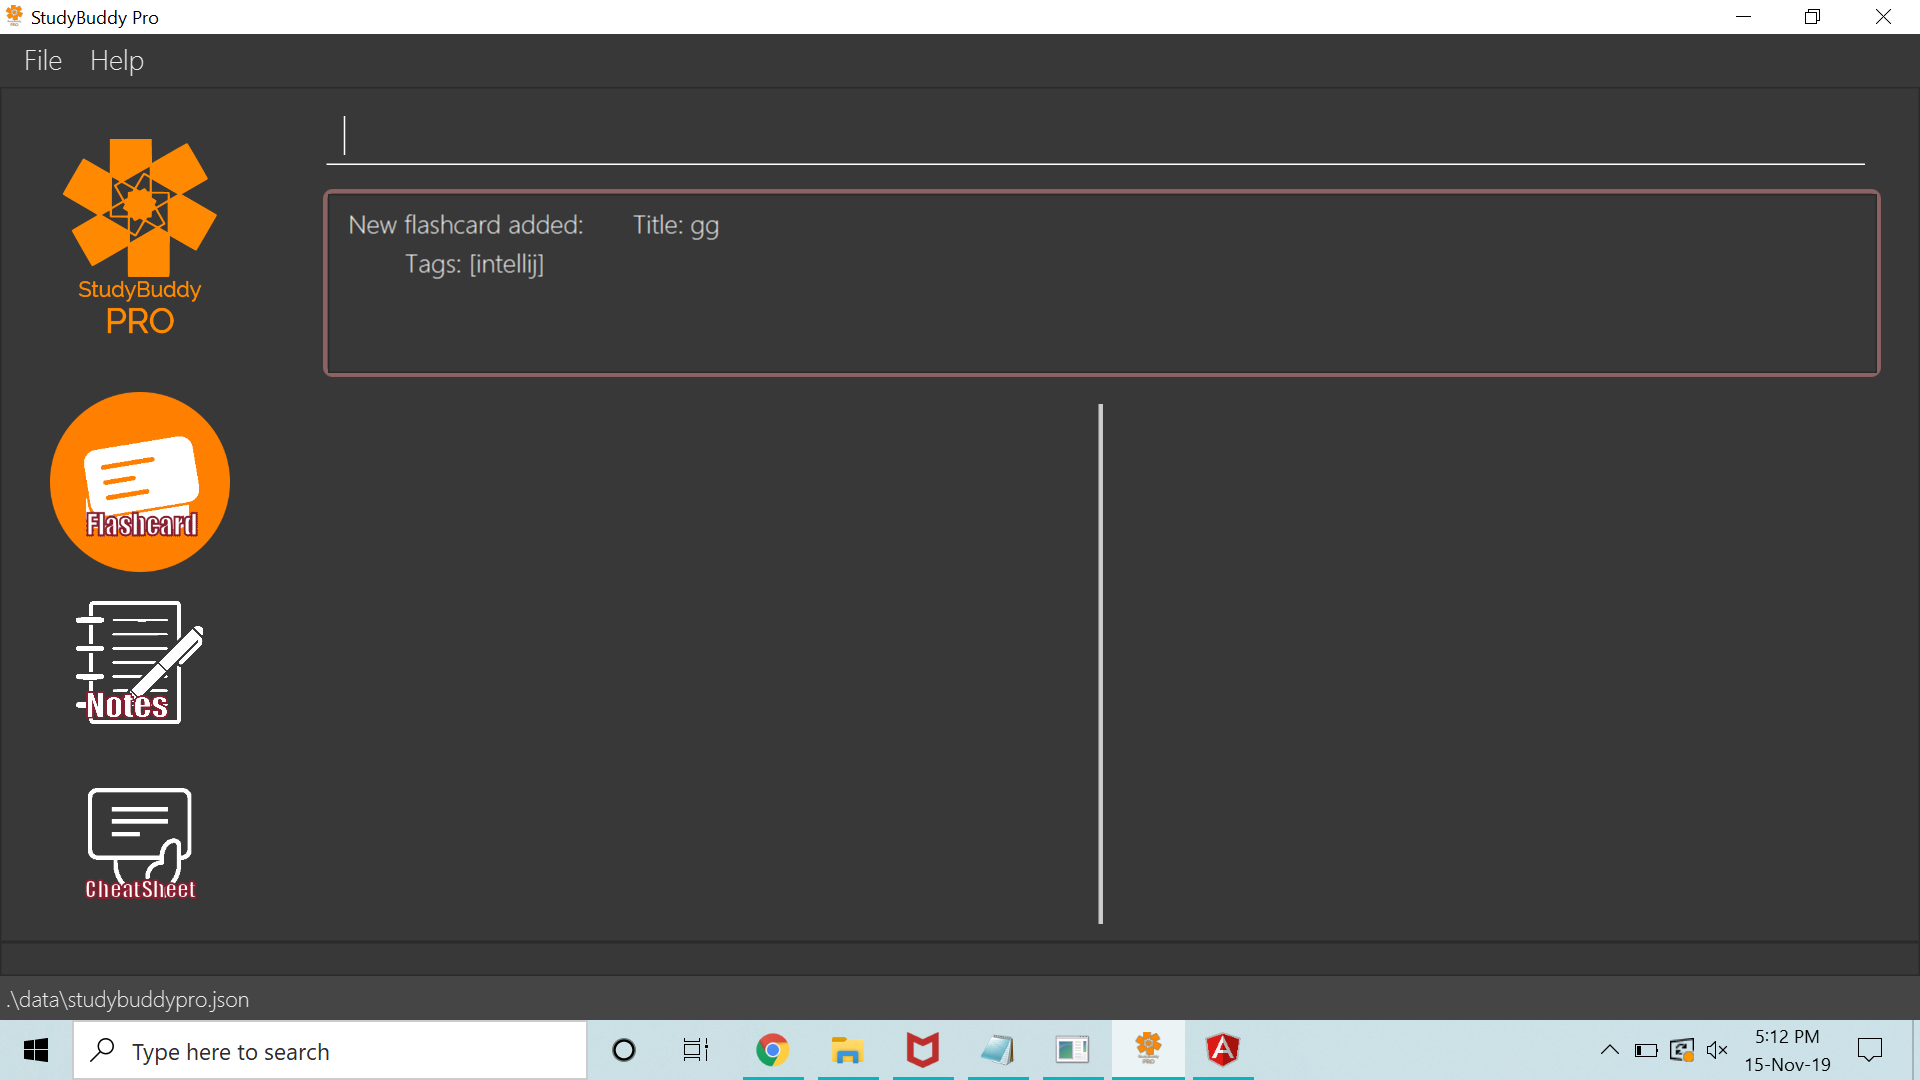 StudyBuddy Pro
File Help
StudyBuddy
PRO
New flashcard added: Title: gg
Tags: [intellij]
Flashcard
Notes
CheatSheet
.\data\studybuddypro.json
Type here to search
5:12 PM
15-Nov-19